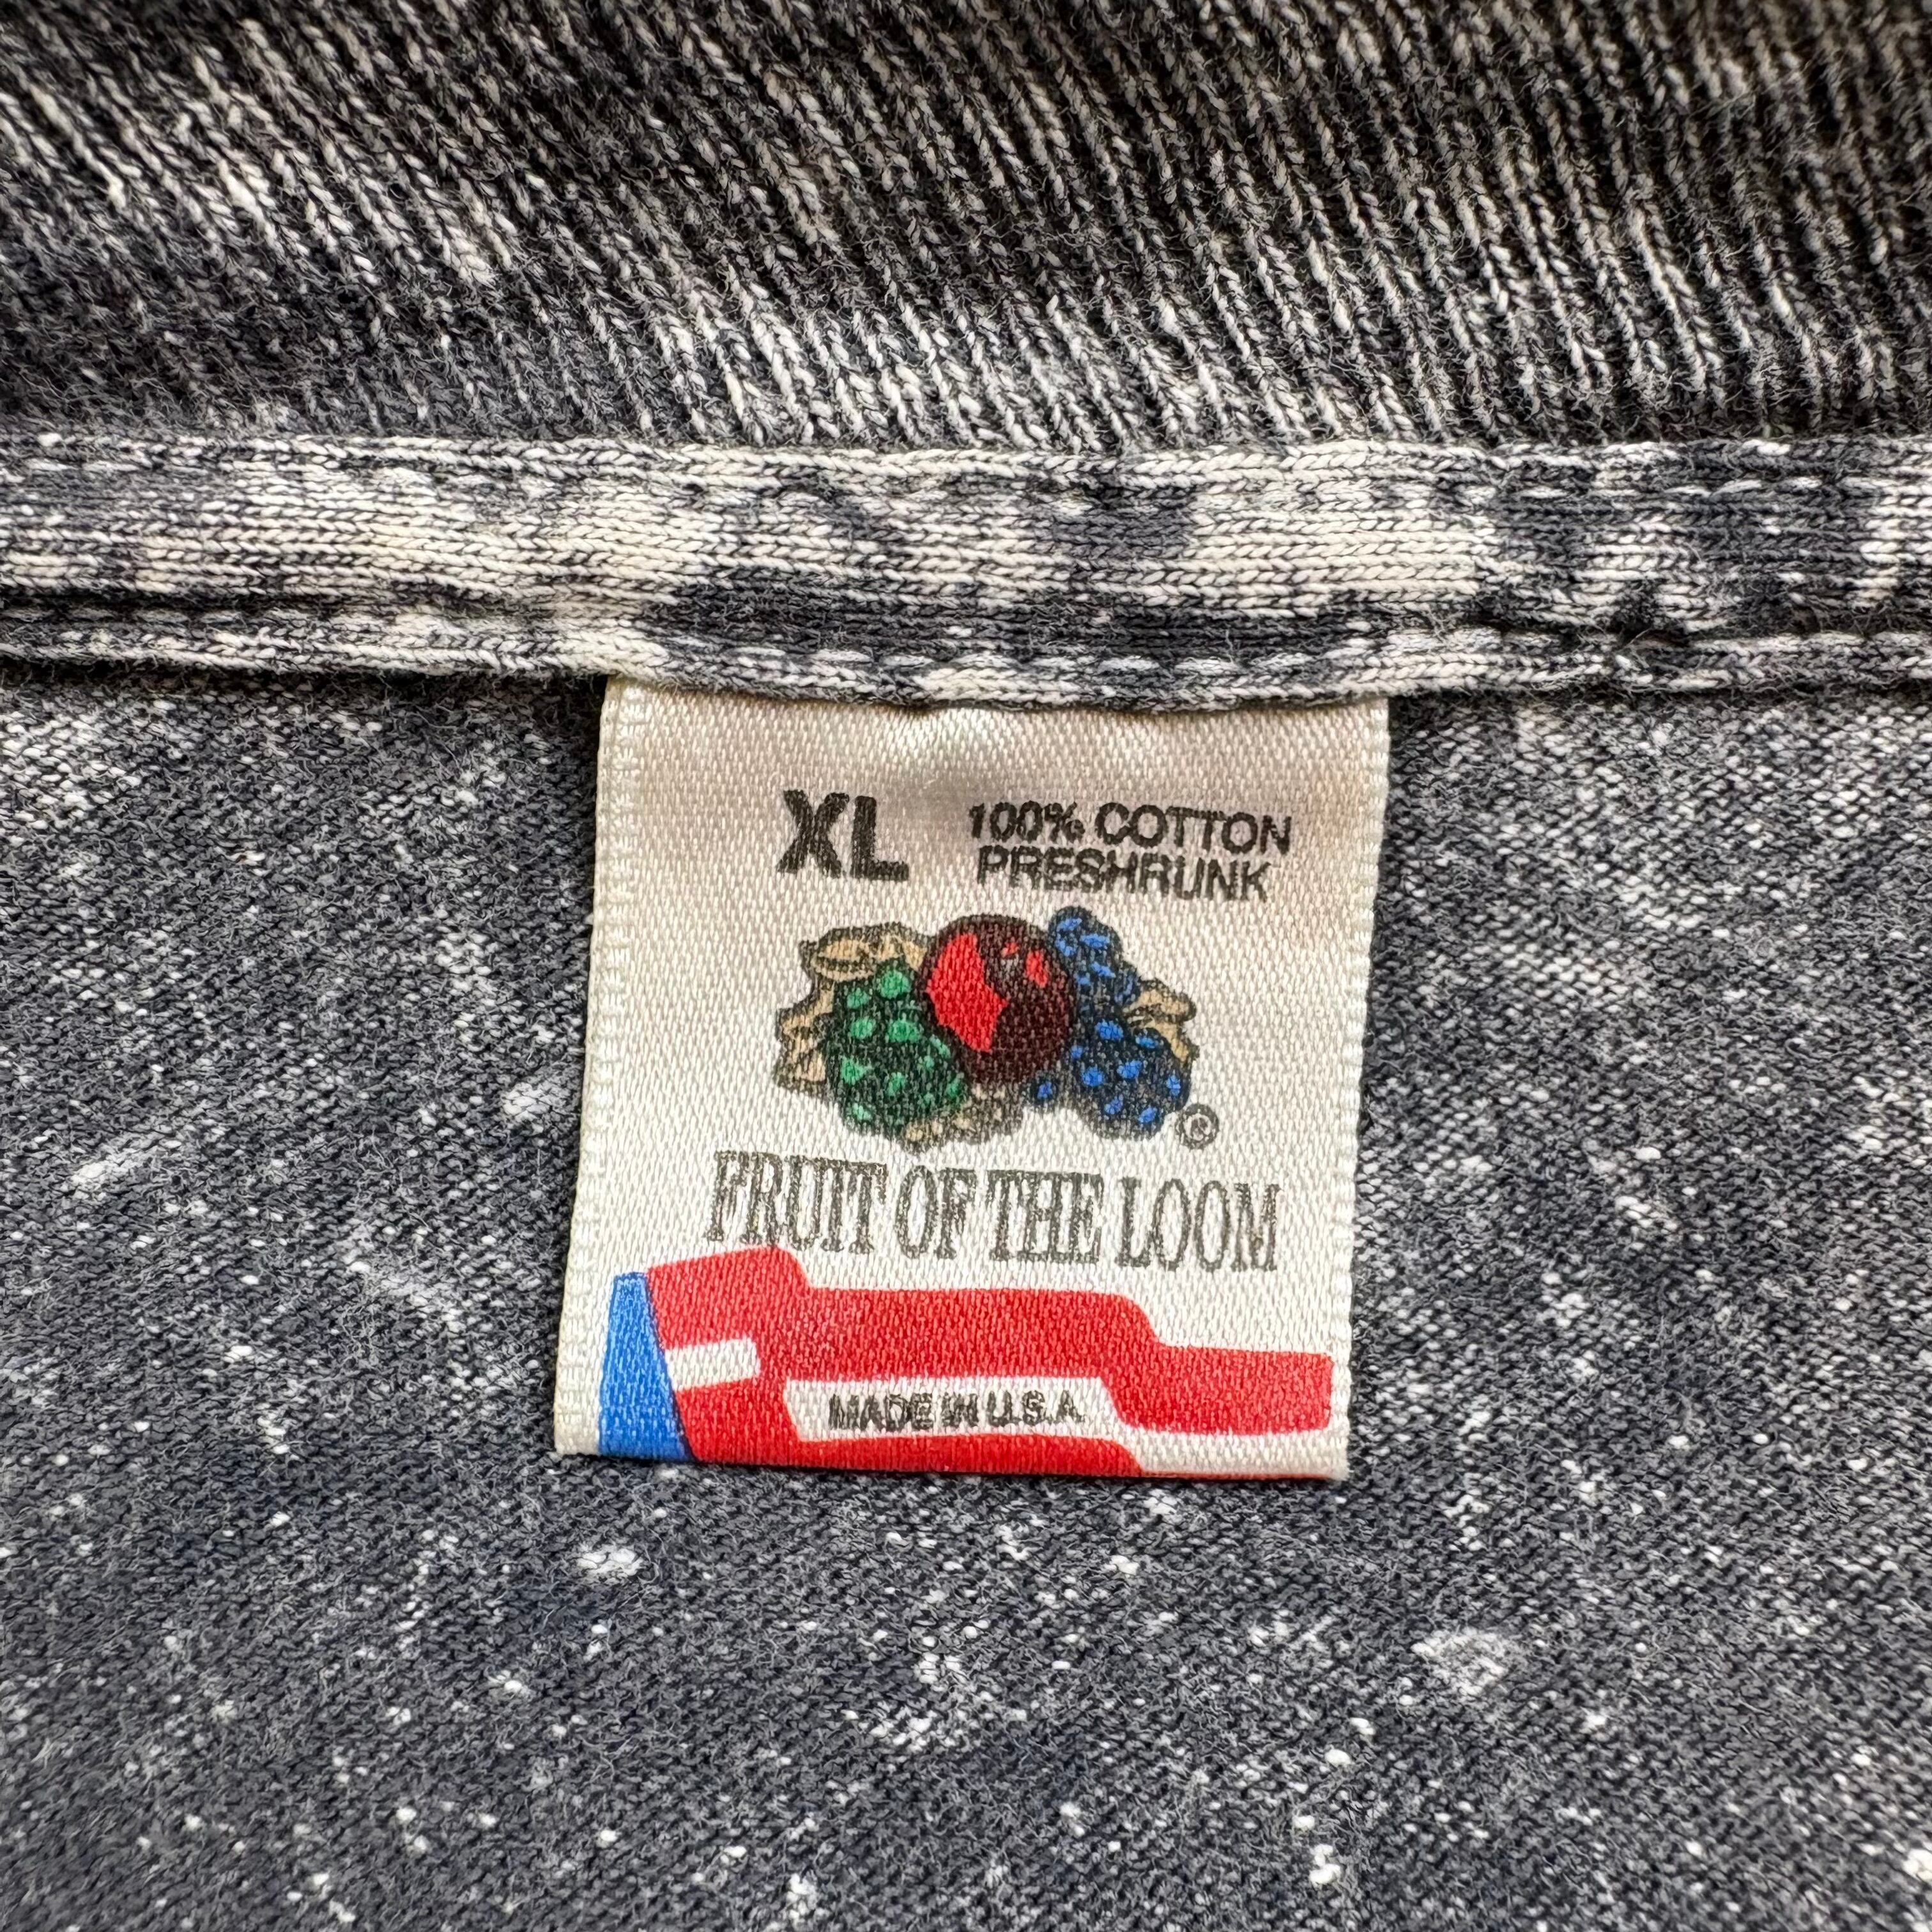 XL 100% COTTON
PRESHRUNK
®
FRUIT OF THE LOOM
MADE IN U.S.A.